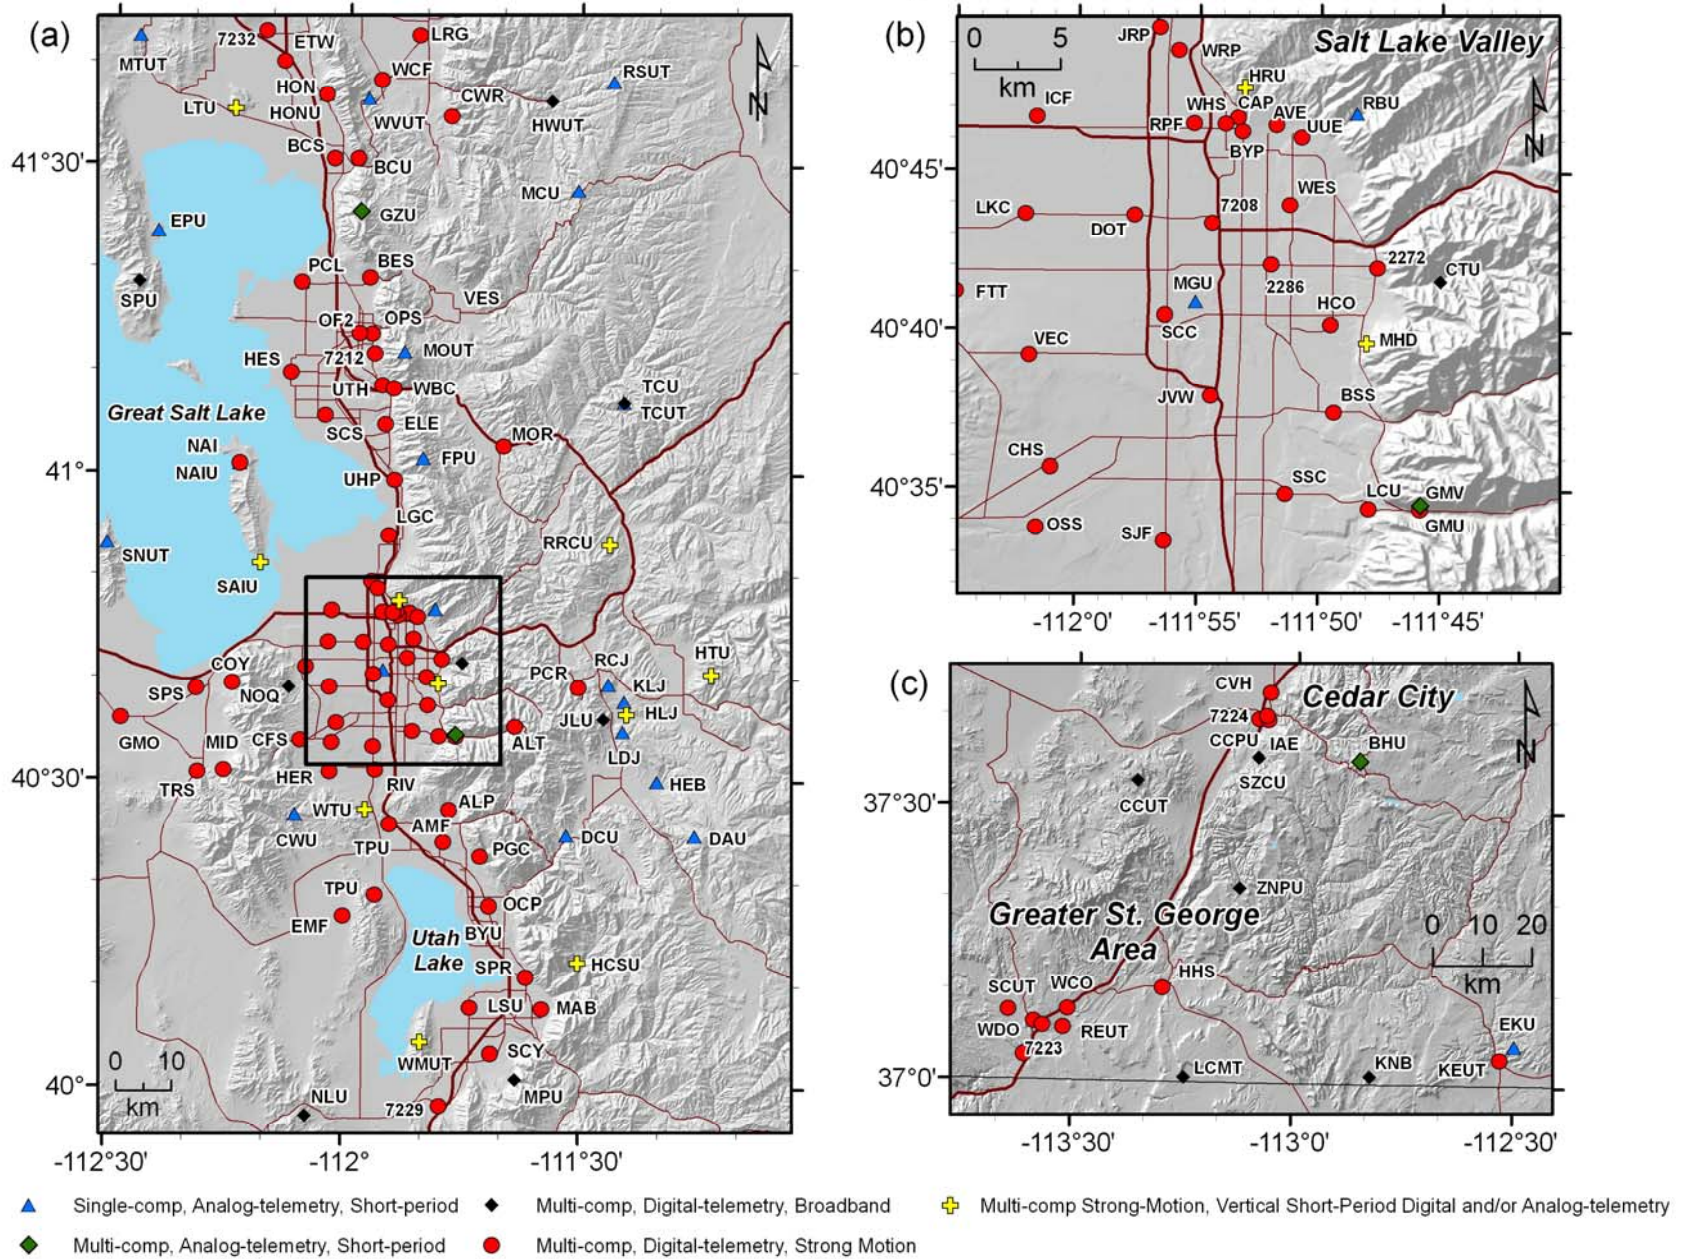 (a)
7232
ETW
LRG
MTUT
WCF
RSUT
HON
LTU
HONU
CWR
WVUT
HWUT
41°30'
BCS
BCU
MCU
GZU
EPU
PCL
BES
SPU
VES
OF2
OPS
HES
7212
MOUT
UTH
WBC
TCU
TCUT
Great Salt Lake
SCS
ELE
MOR
NAI
NAIU
FPU
41°
UHP
LGC
RRCU
SNUT
SAIU
COY
SPS
NOQ
PCR
RCJ
HTU
KLJ
JLU
HLJ
GMO
MID
CFS
ALT
LDJ
40°30'
TRS
HER
RIV
HEB
WTU
ALP
CWU
AMF
TPU
PGC
DCU
DAU
TPU
EMF
OCP
BYU
Utah
Lake
SPR
HCSU
LSU
MAB
WMUT
SCY
0 10
km
40°
NLU
MPU
7229
N
-112°30'
-112°
-111°30'
(b)
0 5
km
JRP
WRP
Salt Lake Valley
HRU
ICF
WHS
CAP
AVE
RBU
RPF
UUE
BYP
N
40°45'
WES
LKC
7208
DOT
2272
CTU
MGU
2286
FTT
HCO
40°40'
VEC
SCC
MHD
JVW
BSS
CHS
SSC
LCU
GMV
40°35'
OSS
SJF
GMU
-112°0'
-111°55'
-111°50'
-111°45'
(c)
CVH
Cedar City
7224
CCPU
IAE
BHU
N
SZCU
37°30'
CCUT
ZNPU
Greater St. George
Area
0 10 20
km
SCUT
WCO
HHS
WDO
REUT
7223
EKU
KEUT
LCMT
KNB
37°0'
-113°30'
-113°0'
-112°30'
Single-comp, Analog-telemetry, Short-period
Multi-comp, Digital-telemetry, Broadband
Multi-comp Strong-Motion, Vertical Short-Period Digital and/or Analog-telemetry
Multi-comp, Analog-telemetry, Short-period
Multi-comp, Digital-telemetry, Strong Motion